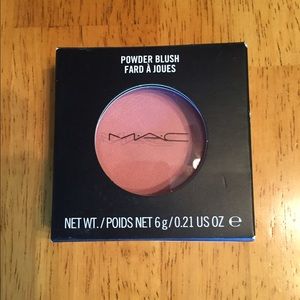 POWDER BLUSH
FARD À JOUES
MAC
NET WT. / POIDS NET 6 g / 0.21 US OZ ℮